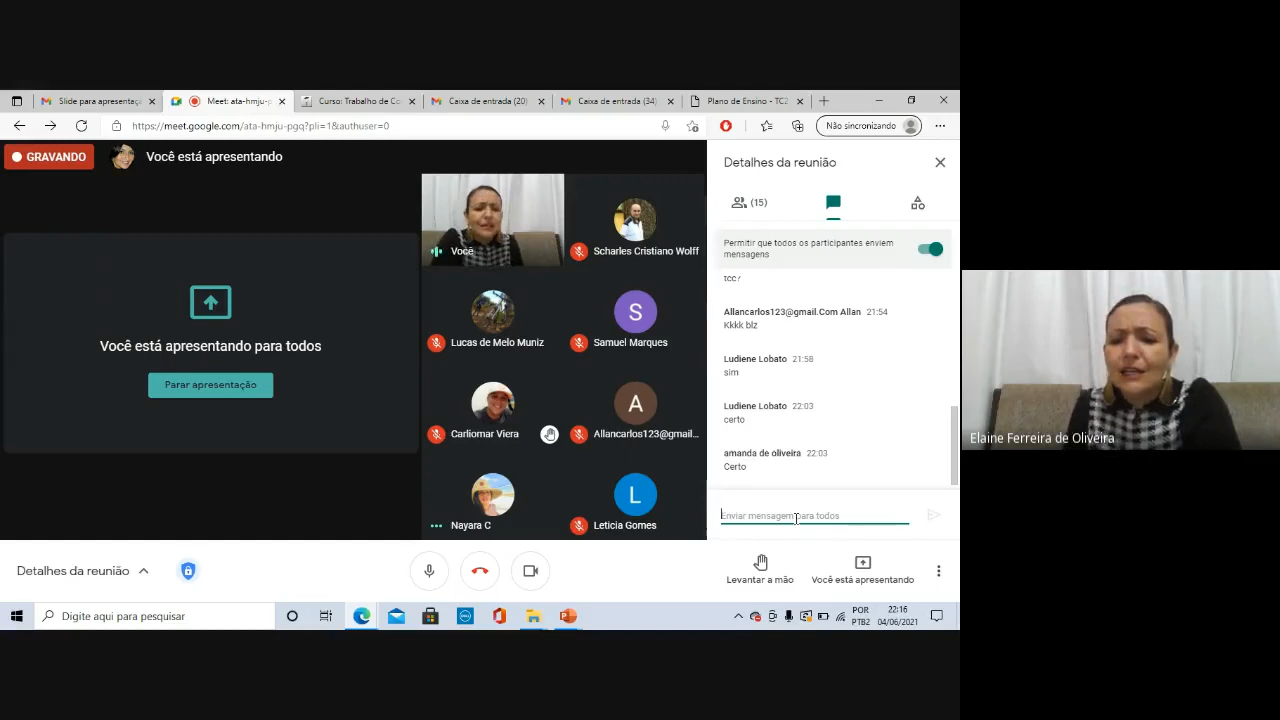 Slide para apresentaçã
Meet: ata-hmju-p
Curso: Trabalho de Co
Caixa de entrada (20)
Caixa de entrada (34)
Plano de Ensino - TC2
https://meet.google.com/ata-hmju-pgq?pli=1&authuser=0
Não sincronizando
GRAVANDO
Você está apresentando
Você está apresentando para todos
Parar apresentação
Você
Scharles Cristiano Wolff
Lucas de Melo Muniz
S
Samuel Marques
Carliomar Viera
A
Allancarlos123@gmail...
Nayara C
L
Leticia Gomes
Detalhes da reunião
(15)
Permitir que todos os participantes enviem
mensagens
tcc?
Allancarlos123@gmail.Com Allan 21:54
Kkkk blz
Ludiene Lobato 21:58
sim
Ludiene Lobato 22:03
certo
amanda de oliveira 22:03
Certo
Enviar mensagem para todos
Elaine Ferreira de Oliveira
Detalhes da reunião
Levantar a mão
Você está apresentando
Digite aqui para pesquisar
DELL
POR
PTB2
22:16
04/06/2021